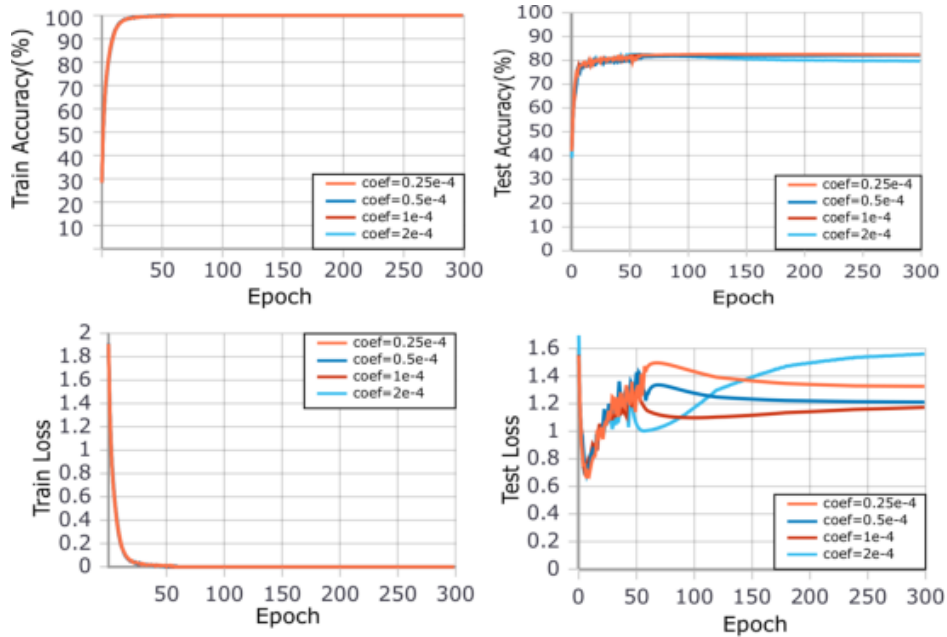 Train Accuracy(%)
100
90
80
70
60
50
40
30
20
10
coef=0.25e-4
coef=0.5e-4
coef=1e-4
coef=2e-4
50 100 150 200 250 300
Epoch
Test Accuracy(%)
100
90
80
70
60
50
40
30
20
10
0
coef=0.25e-4
coef=0.5e-4
coef=1e-4
coef=2e-4
0 50 100 150 200 250 300
Epoch
Train Loss
2
1.8
1.6
1.4
1.2
1
0.8
0.6
0.4
0.2
0
coef=0.25e-4
coef=0.5e-4
coef=1e-4
coef=2e-4
50 100 150 200 250 300
Epoch
Test Loss
1.6
1.4
1.2
1
0.8
0.6
0.4
0.2
0
coef=0.25e-4
coef=0.5e-4
coef=1e-4
coef=2e-4
0 50 100 150 200 250 300
Epoch